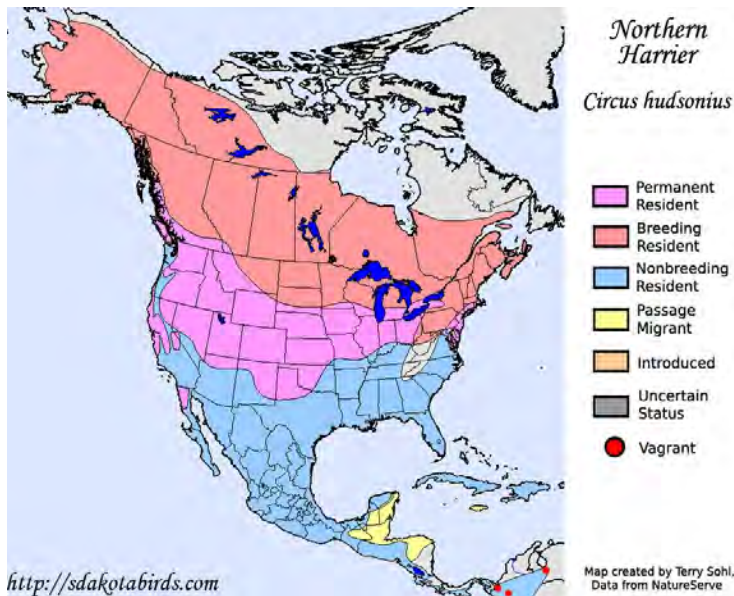 Northern
Harrier
Circus hudsonius
Permanent
Resident
Breeding
Resident
Nonbreeding
Resident
Passage
Migrant
Introduced
Uncertain
Status
Vagrant
http://sdakotabirds.com
Map created by Terry Sohl,
Data from NatureServe